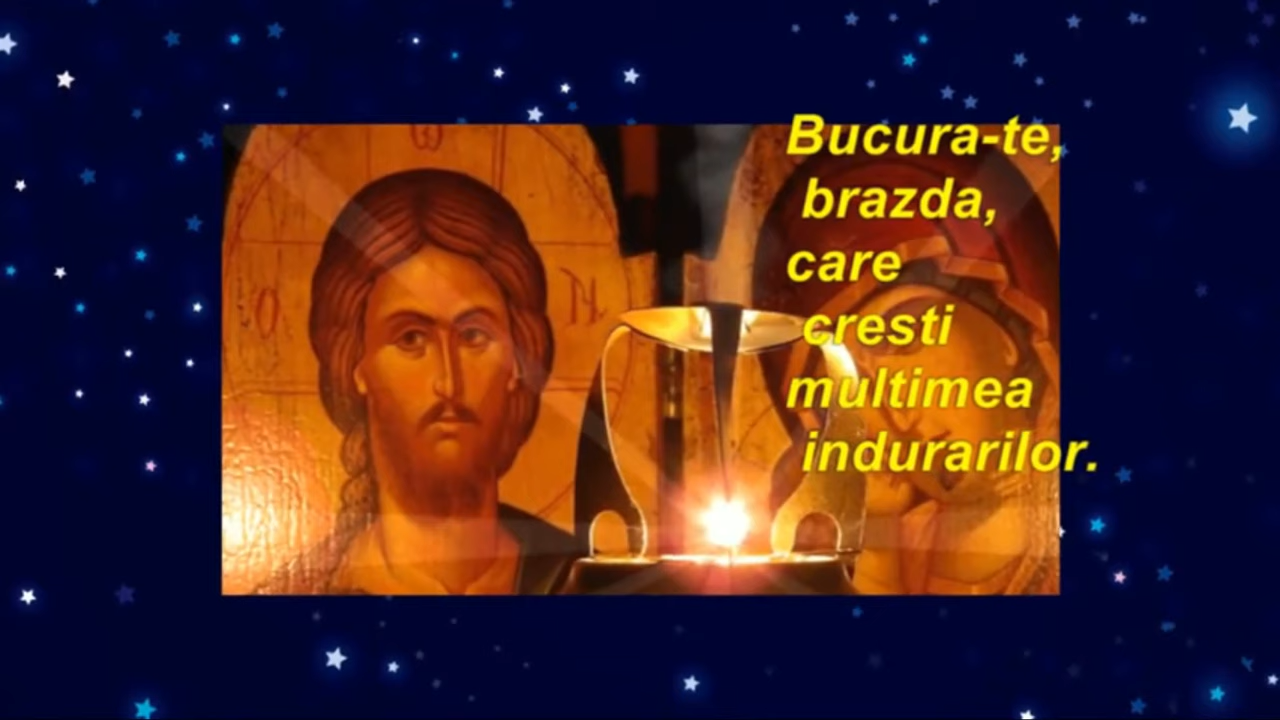 Bucura-te,
brazda,
care
cresti
multimea
indurarilor.
Ο
Ω
Ν